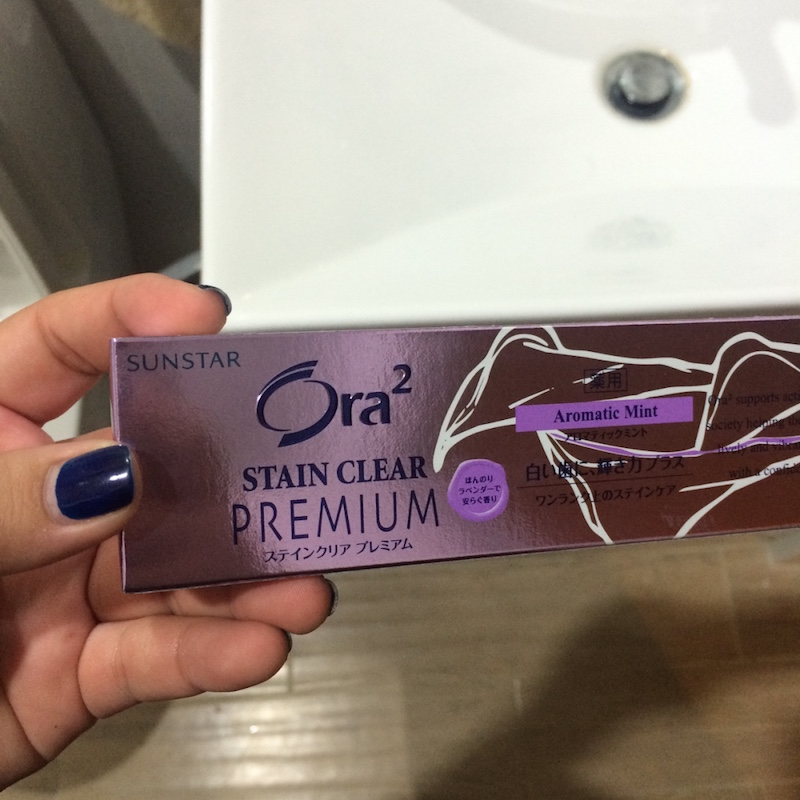 SUNSTAR
Ora²
STAIN CLEAR
PREMIUM
ステインクリア プレミアム
ほんのり
ラベンダーで
安らぐ香り
薬用
Aromatic Mint
アロマティックミント
白い歯に、輝き力プラス
ワンランク上のステインケア
Ora² supports
society helping
lively and
with a